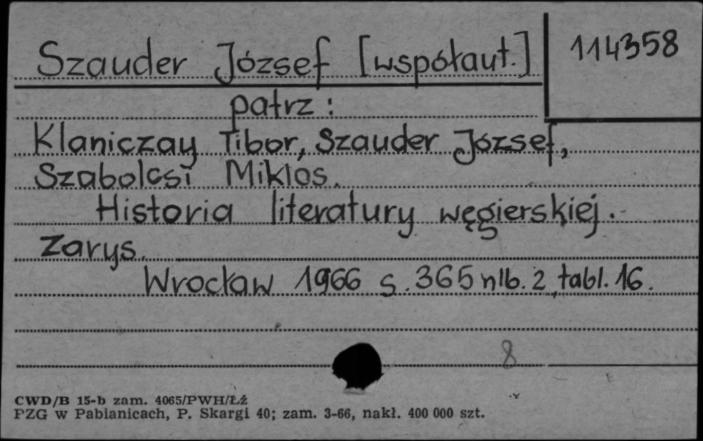 Szauder József [współaut.]
114358
patrz:
Klaniczay Tibor, Szauder József,
Szabolcsi Miklos.
Historia literatury węgierskiej.
Zarys.
Wrocław 1966 s. 365 nlb. 2, tabl. 16.
8
CWD/B 15-b zam. 4065/PWH/Łż
PZG w Pabianicach, P. Skargi 40; zam. 3-66, nakł. 400 000 szt.